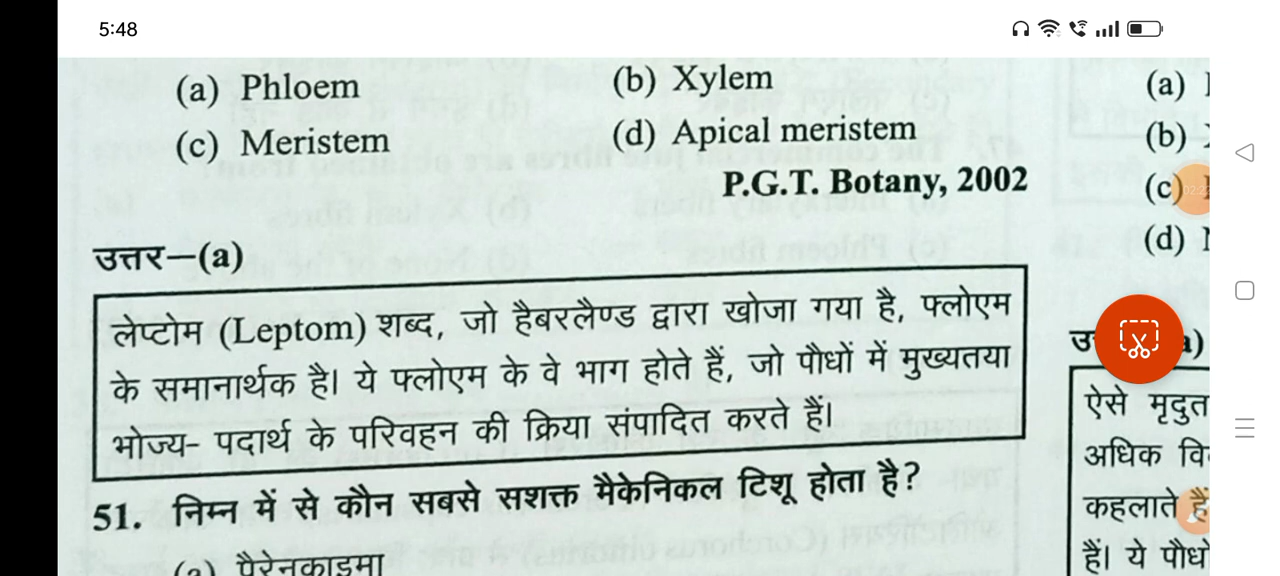 5:48
(a) Phloem (b) Xylem
(c) Meristem (d) Apical meristem
P.G.T. Botany, 2002
उत्तर–(a)
लेप्टोम (Leptom) शब्द, जो हैबरलैण्ड द्वारा खोजा गया है, फ्लोएम
के समानार्थक है। ये फ्लोएम के वे भाग होते हैं, जो पौधों में मुख्यतया
भोज्य- पदार्थ के परिवहन की क्रिया संपादित करते हैं।
51. निम्न में से कौन सबसे सशक्त मैकेनिकल टिशू होता है?
(a) पैरेनकाइमा
(a)
(b)
(c)
(d)
a)
ऐसे मृदुत
अधिक वि
कहलाते हैं
हैं। ये पौधो